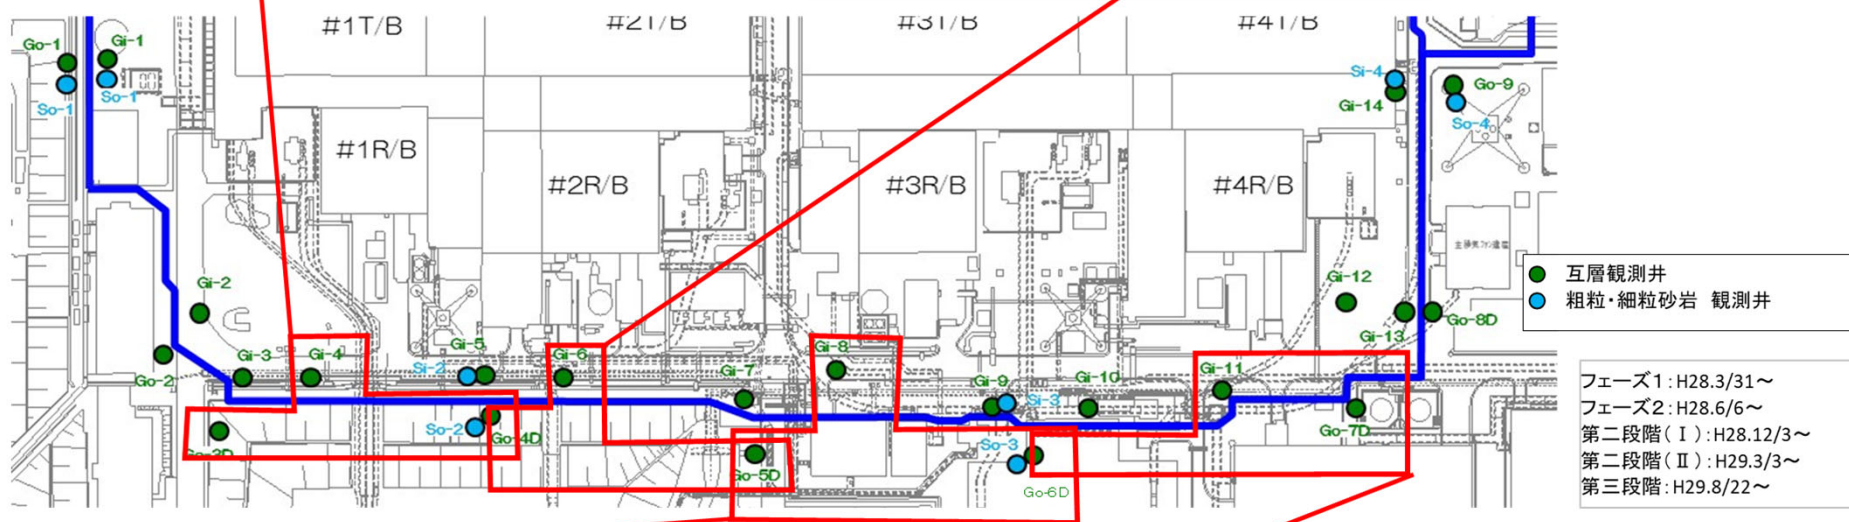 #1T/B
#2T/B
#3T/B
#4T/B
Go-1
Gi-1
So-1
So-1
Si-4
Gi-14
Go-9
So-4
#1R/B
#2R/B
#3R/B
#4R/B
Gi-2
Gi-12
Gi-13
Go-8D
互層観測井
粗粒・細粒砂岩 観測井
Go-2
Gi-3
Gi-4
Gi-5
Si-2
Gi-6
Gi-7
Gi-8
Gi-9
Si-3
Gi-10
Gi-11
Go-3D
So-2
Go-4D
Go-5D
So-3
Go-6D
Go-7D
フェーズ1:H28.3/31～
フェーズ2:H28.6/6～
第二段階(Ⅰ):H28.12/3～
第二段階(Ⅱ):H29.3/3～
第三段階:H29.8/22～